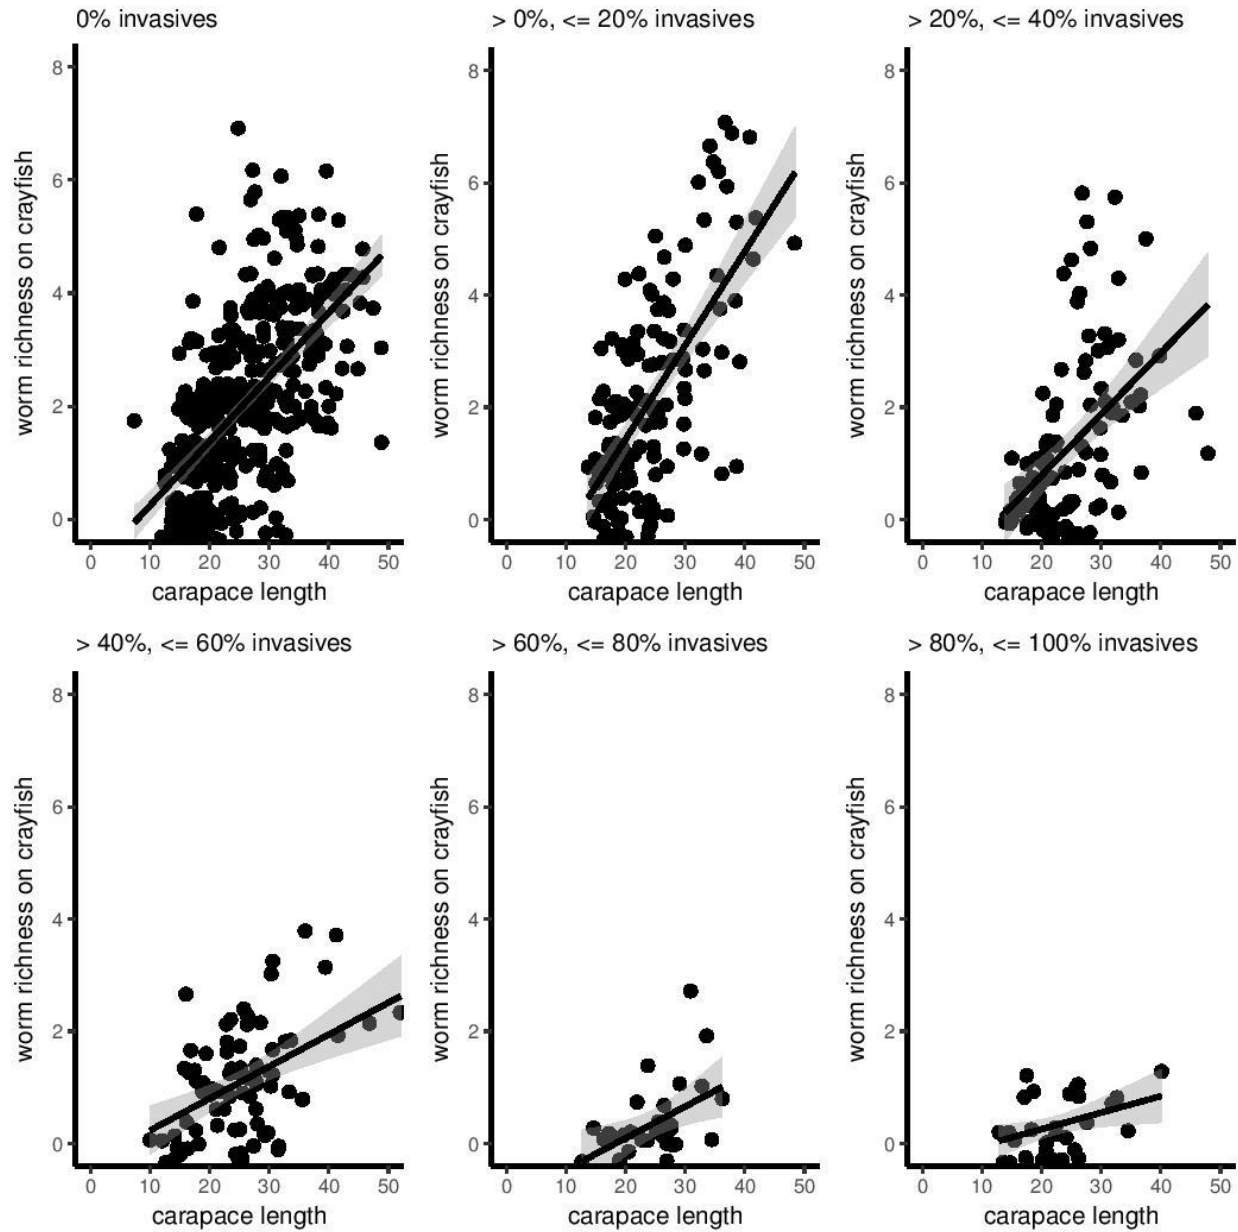 0% invasives
> 0%, <= 20% invasives
> 20%, <= 40% invasives
worm richness on crayfish
8
6
4
2
0
0 10 20 30 40 50
carapace length
worm richness on crayfish
8
6
4
2
0
0 10 20 30 40 50
carapace length
worm richness on crayfish
8
6
4
2
0
0 10 20 30 40 50
carapace length
> 40%, <= 60% invasives
> 60%, <= 80% invasives
> 80%, <= 100% invasives
worm richness on crayfish
8
6
4
2
0
0 10 20 30 40 50
carapace length
worm richness on crayfish
8
6
4
2
0
0 10 20 30 40 50
carapace length
worm richness on crayfish
8
6
4
2
0
0 10 20 30 40 50
carapace length